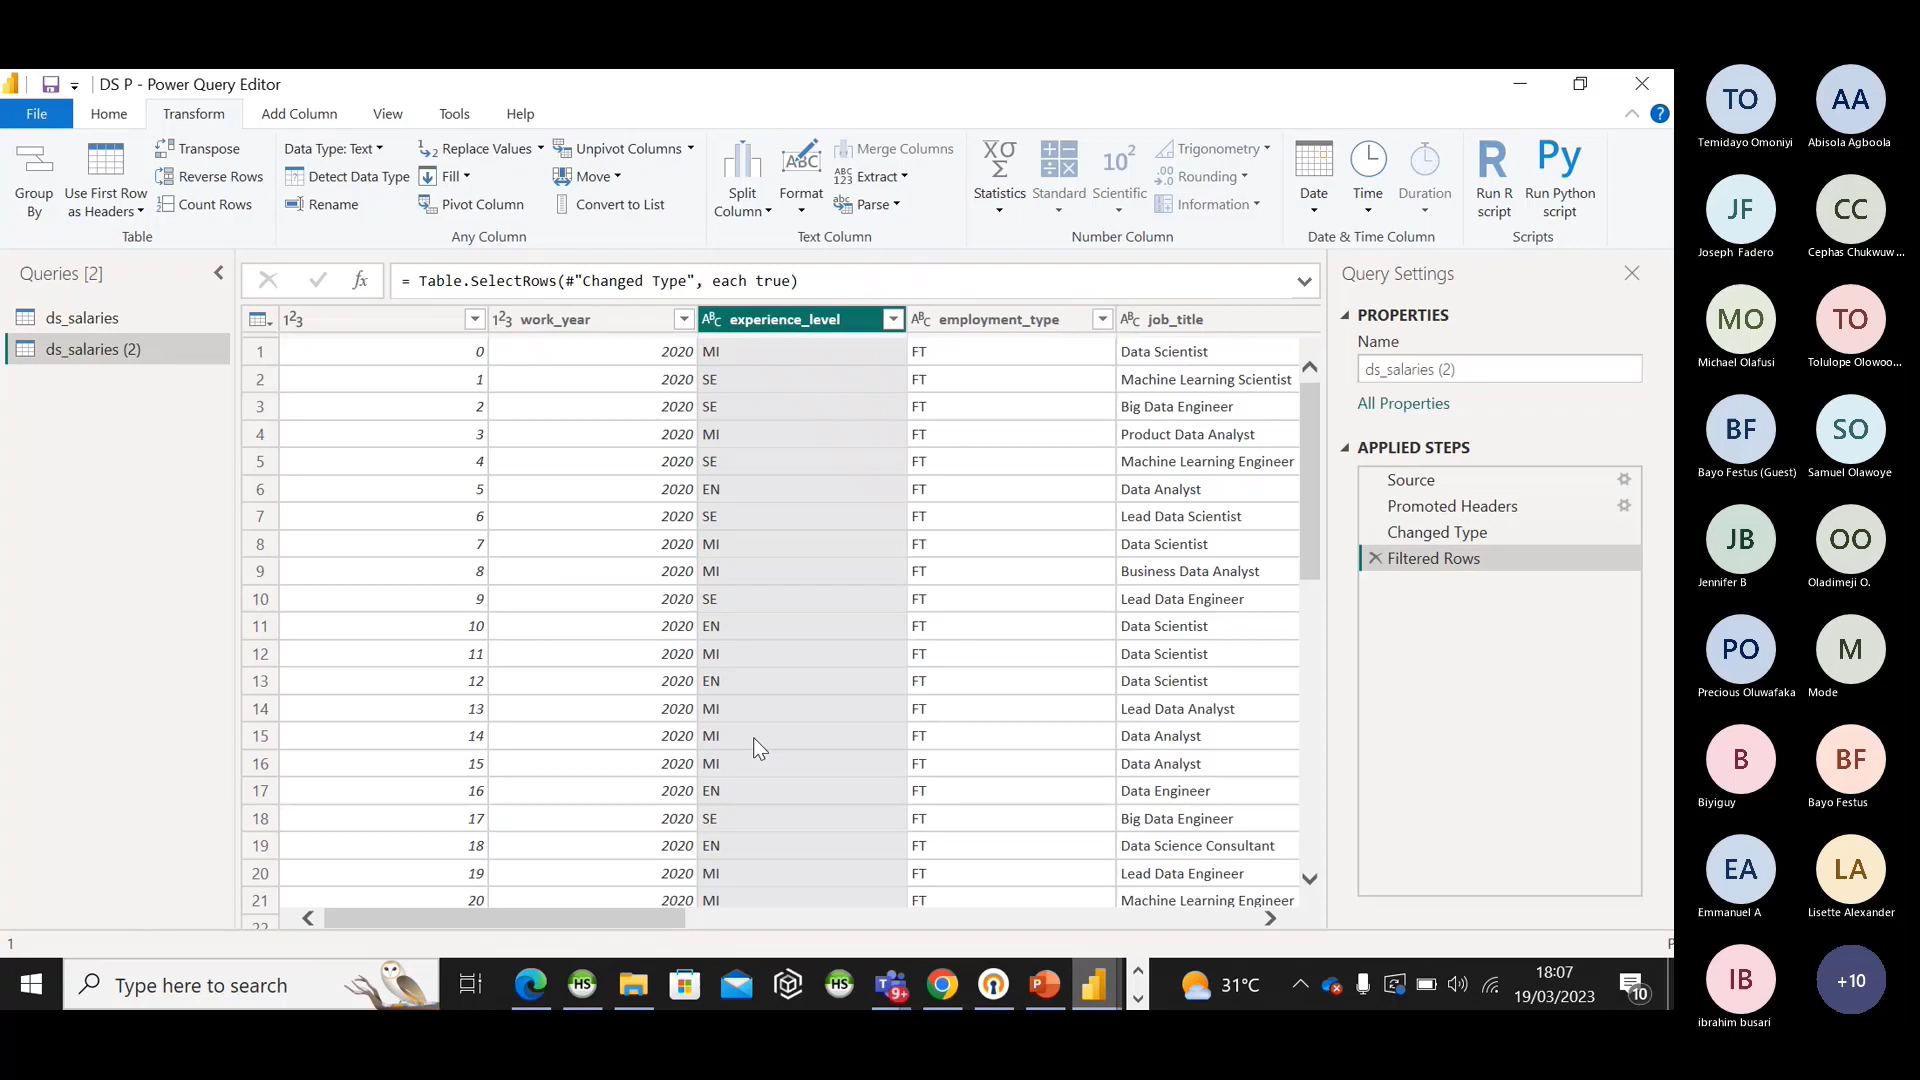 DS P - Power Query Editor
File Home Transform Add Column View Tools Help
Group By
Use First Row as Headers
Transpose
Reverse Rows
Count Rows
Table
Data Type: Text
Detect Data Type
Rename
Replace Values
Fill
Pivot Column
Unpivot Columns
Move
Convert to List
Any Column
Split Column
Format
Merge Columns
Extract
Parse
Text Column
Statistics
Standard
Scientific
Trigonometry
Rounding
Information
Number Column
Date
Time
Duration
Date & Time Column
Run R script
Run Python script
Scripts
Queries [2]
ds_salaries
ds_salaries (2)
= Table.SelectRows(#"Changed Type", each true)
work_year experience_level employment_type job_title
1 0 2020 MI FT Data Scientist
2 1 2020 SE FT Machine Learning Scientist
3 2 2020 SE FT Big Data Engineer
4 3 2020 MI FT Product Data Analyst
5 4 2020 SE FT Machine Learning Engineer
6 5 2020 EN FT Data Analyst
7 6 2020 SE FT Lead Data Scientist
8 7 2020 MI FT Data Scientist
9 8 2020 MI FT Business Data Analyst
10 9 2020 SE FT Lead Data Engineer
11 10 2020 EN FT Data Scientist
12 11 2020 MI FT Data Scientist
13 12 2020 EN FT Data Scientist
14 13 2020 MI FT Lead Data Analyst
15 14 2020 MI FT Data Analyst
16 15 2020 MI FT Data Analyst
17 16 2020 EN FT Data Engineer
18 17 2020 SE FT Big Data Engineer
19 18 2020 EN FT Data Science Consultant
20 19 2020 MI FT Lead Data Engineer
21 20 2020 MI FT Machine Learning Engineer
22
1
Query Settings
PROPERTIES
Name
ds_salaries (2)
All Properties
APPLIED STEPS
Source
Promoted Headers
Changed Type
Filtered Rows
Type here to search
31°C
18:07
19/03/2023
10
TO
Temidayo Omoniyi
AA
Abisola Agboola
JF
Joseph Fadero
CC
Cephas Chukwuw ...
MO
Michael Olafusi
TO
Tolulope Olowoo...
BF
Bayo Festus (Guest)
SO
Samuel Olawoye
JB
Jennifer B
OO
Oladimeji O.
PO
Precious Oluwafaka
M
Mode
B
Biyiguy
BF
Bayo Festus
EA
Emmanuel A
LA
Lisette Alexander
IB
ibrahim busari
+10